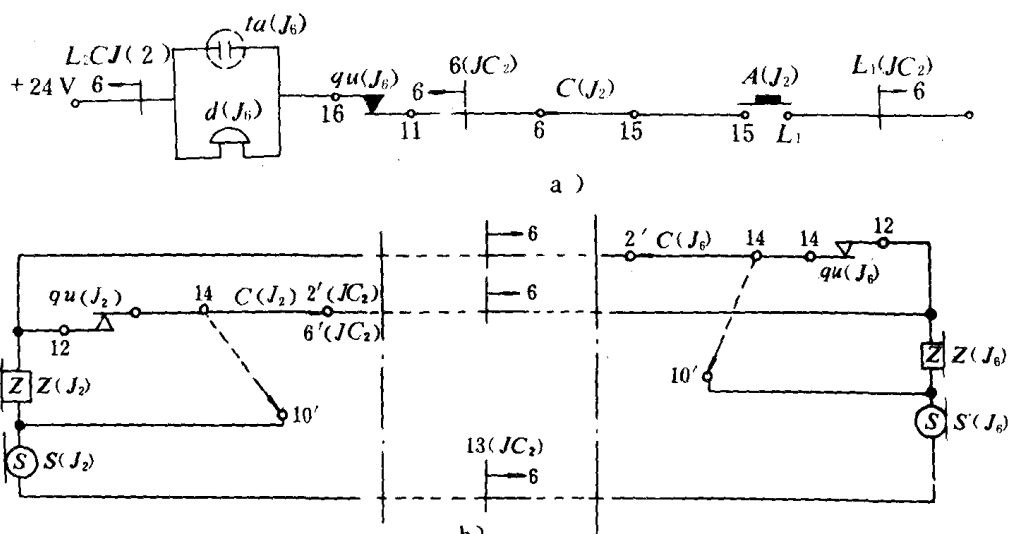 ta(J₆)
L₂CJ(2)
+24 V
6
d(J₆)
qu(J₆)
16
11
6
6(JC₂)
C(J₂)
6
15
A(J₂)
15
L₁
L₁(JC₂)
6
a )
6
2′ C(J₆)
14
14
12
qu(J₆)
qu(J₂)
12
14
C(J₂)
2′(JC₂)
6′(JC₂)
6
Z
Z(J₂)
10′
10′
Z
Z(J₆)
S
S(J₂)
13(JC₂)
6
S
S(J₆)